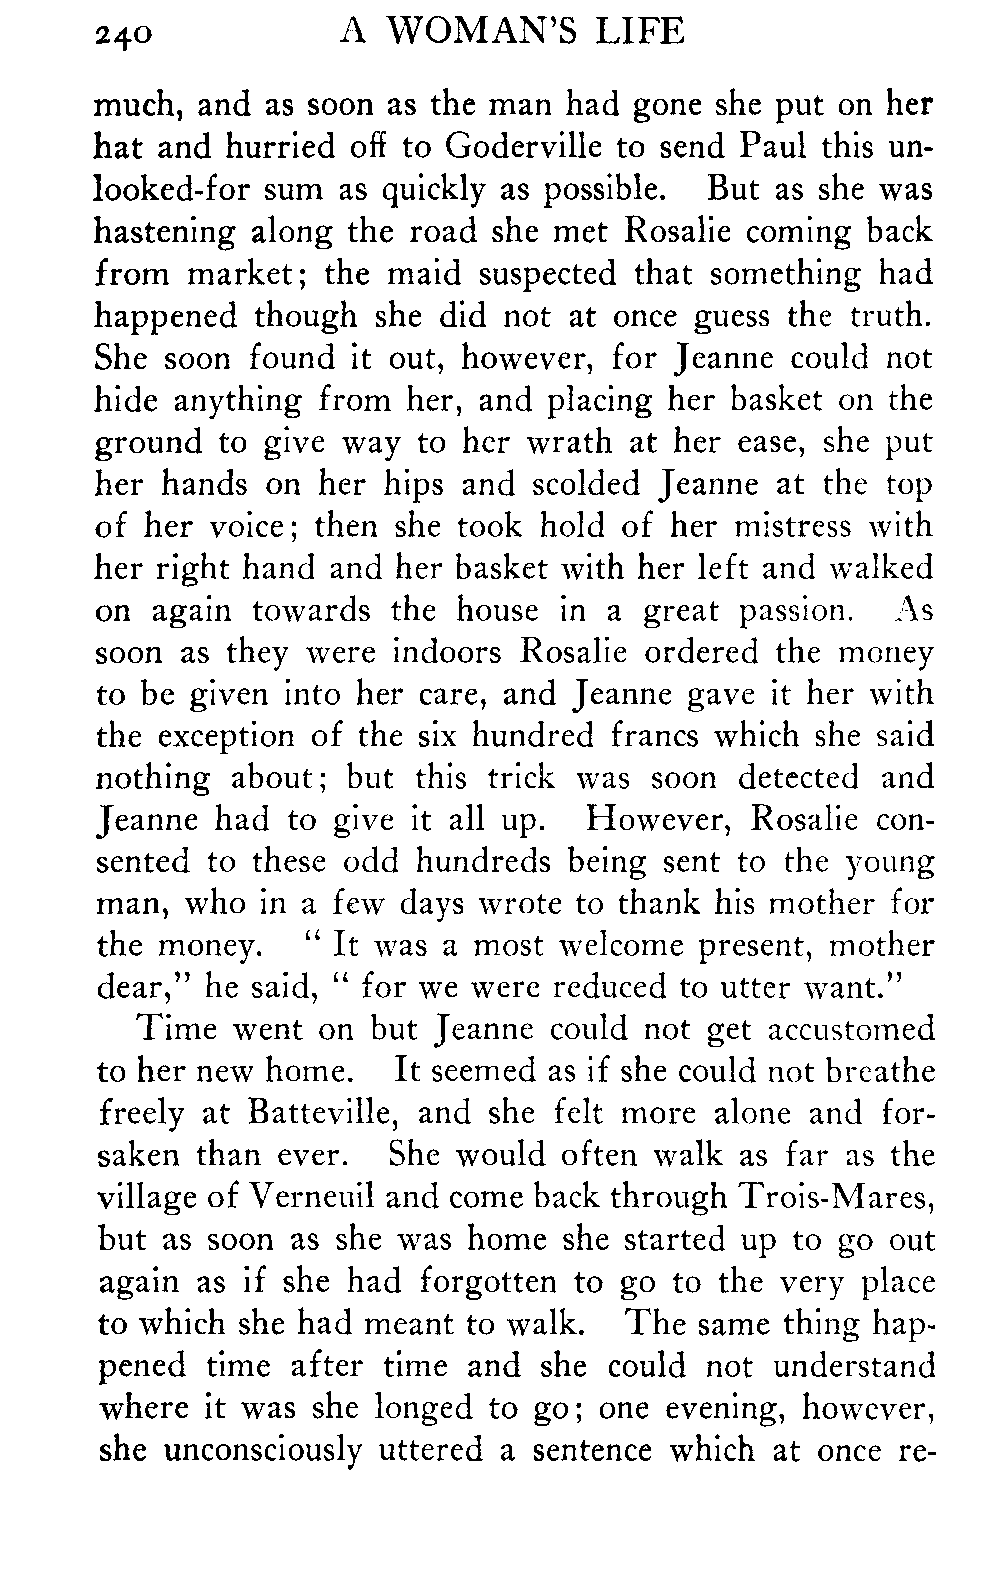 240 A WOMAN'S LIFE
much, and as soon as the man had gone she put on her
hat and hurried off to Goderville to send Paul this un-
looked-for sum as quickly as possible. But as she was
hastening along the road she met Rosalie coming back
from market; the maid suspected that something had
happened though she did not at once guess the truth.
She soon found it out, however, for Jeanne could not
hide anything from her, and placing her basket on the
ground to give way to her wrath at her ease, she put
her hands on her hips and scolded Jeanne at the top
of her voice; then she took hold of her mistress with
her right hand and her basket with her left and walked
on again towards the house in a great passion. As
soon as they were indoors Rosalie ordered the money
to be given into her care, and Jeanne gave it her with
the exception of the six hundred francs which she said
nothing about; but this trick was soon detected and
Jeanne had to give it all up. However, Rosalie con-
sented to these odd hundreds being sent to the young
man, who in a few days wrote to thank his mother for
the money. " It was a most welcome present, mother
dear," he said, " for we were reduced to utter want."
Time went on but Jeanne could not get accustomed
to her new home. It seemed as if she could not breathe
freely at Batteville, and she felt more alone and for-
saken than ever. She would often walk as far as the
village of Verneuil and come back through Trois-Mares,
but as soon as she was home she started up to go out
again as if she had forgotten to go to the very place
to which she had meant to walk. The same thing hap-
pened time after time and she could not understand
where it was she longed to go; one evening, however,
she unconsciously uttered a sentence which at once re-